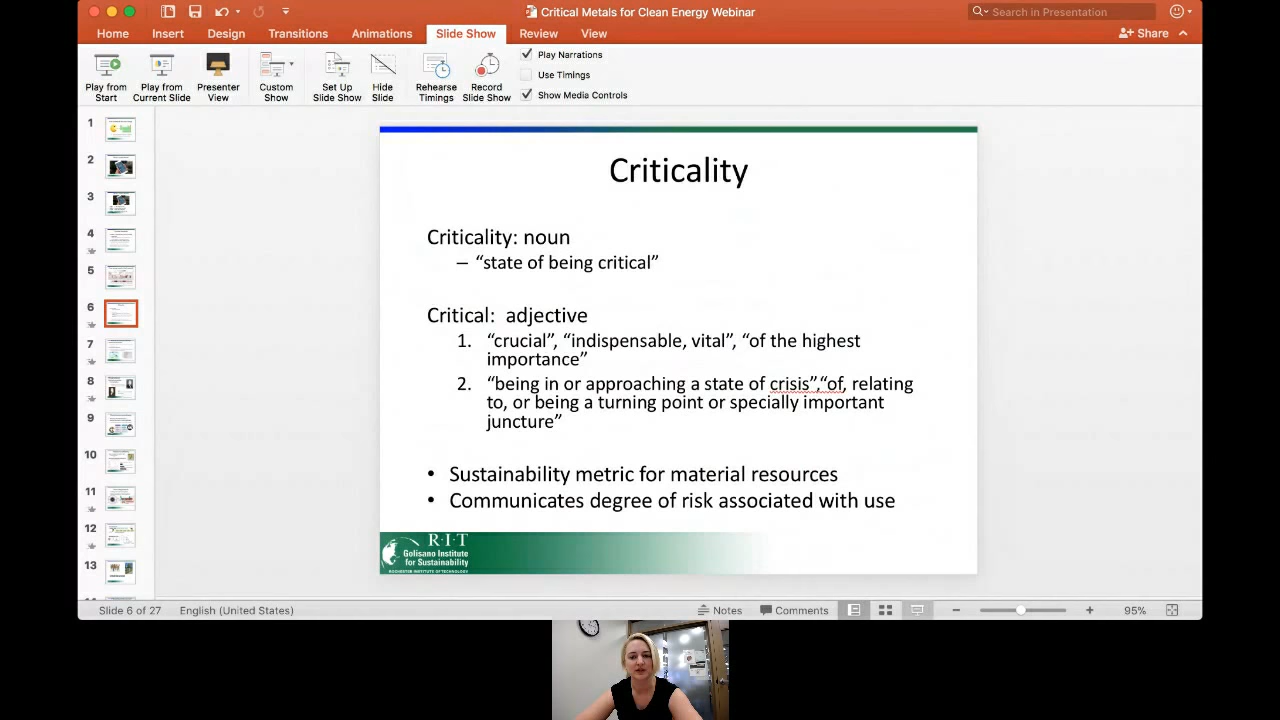 Critical Metals for Clean Energy Webinar
Search in Presentation
Home Insert Design Transitions Animations Slide Show Review View
Share
Play from Start
Play from Current Slide
Presenter View
Custom Show
Set Up Slide Show
Hide Slide
Rehearse Timings
Record Slide Show
Play Narrations
Use Timings
Show Media Controls
1
2
3
4
5
6
7
8
9
10
11
12
13
Criticality
Criticality: noun
– “state of being critical”
Critical:  adjective
1. “crucial”, “indispensable, vital”, “of the highest
importance”
2. “being in or approaching a state of crisis”,“of, relating
to, or being a turning point or specially important
juncture”
• Sustainability metric for material resources
• Communicates degree of risk associated with use
R·I·T
Golisano Institute
for Sustainability
ROCHESTER INSTITUTE OF TECHNOLOGY
Slide 6 of 27 English (United States) Notes Comments 95%